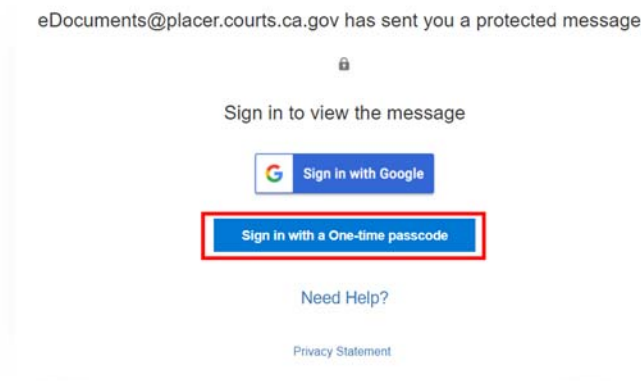 eDocuments@placer.courts.ca.gov has sent you a protected message
Sign in to view the message
G Sign in with Google
Sign in with a One-time passcode
Need Help?
Privacy Statement